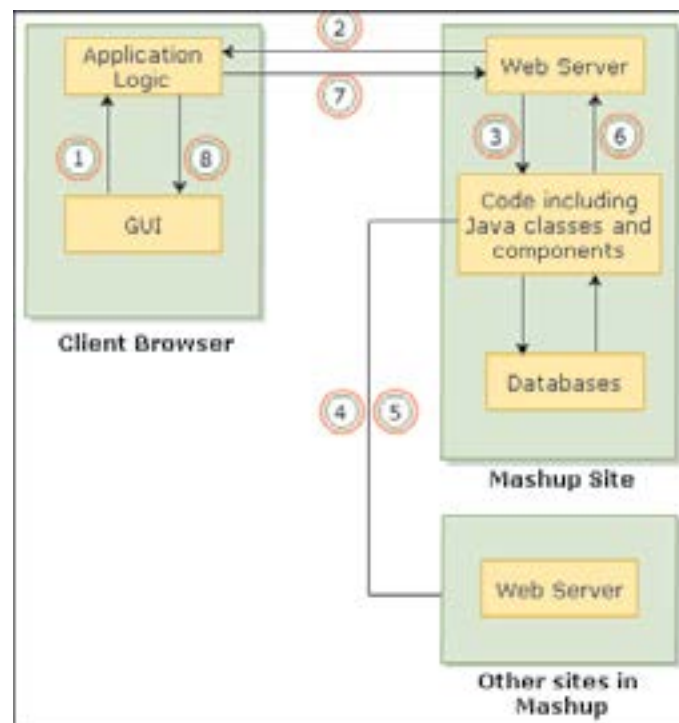 2
Application
Logic
Web Server
7
1
8
3
6
GUI
Code including
Java classes and
components
Client Browser
Databases
4
5
Mashup Site
Web Server
Other sites in
Mashup